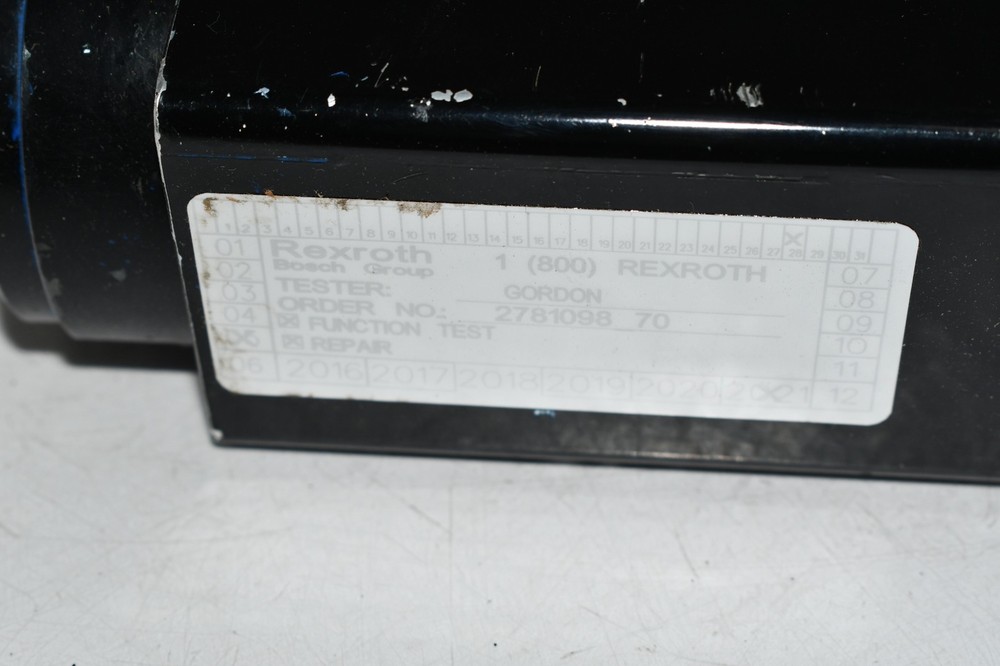 1 2 3 4 5 6 7 8 9 10 11 12 13 14 15 16 17 18 19 20 21 22 23 24 25 26 27 28 29 30 31
01 Rexroth 1 (800) REXROTH 07
02 Bosch Group
03 TESTER: GORDON 08
04 ORDER NO.: 2781098 70 09
FUNCTION TEST 10
REPAIR 11
06 2016 2017 2018 2019 2020 2021 12